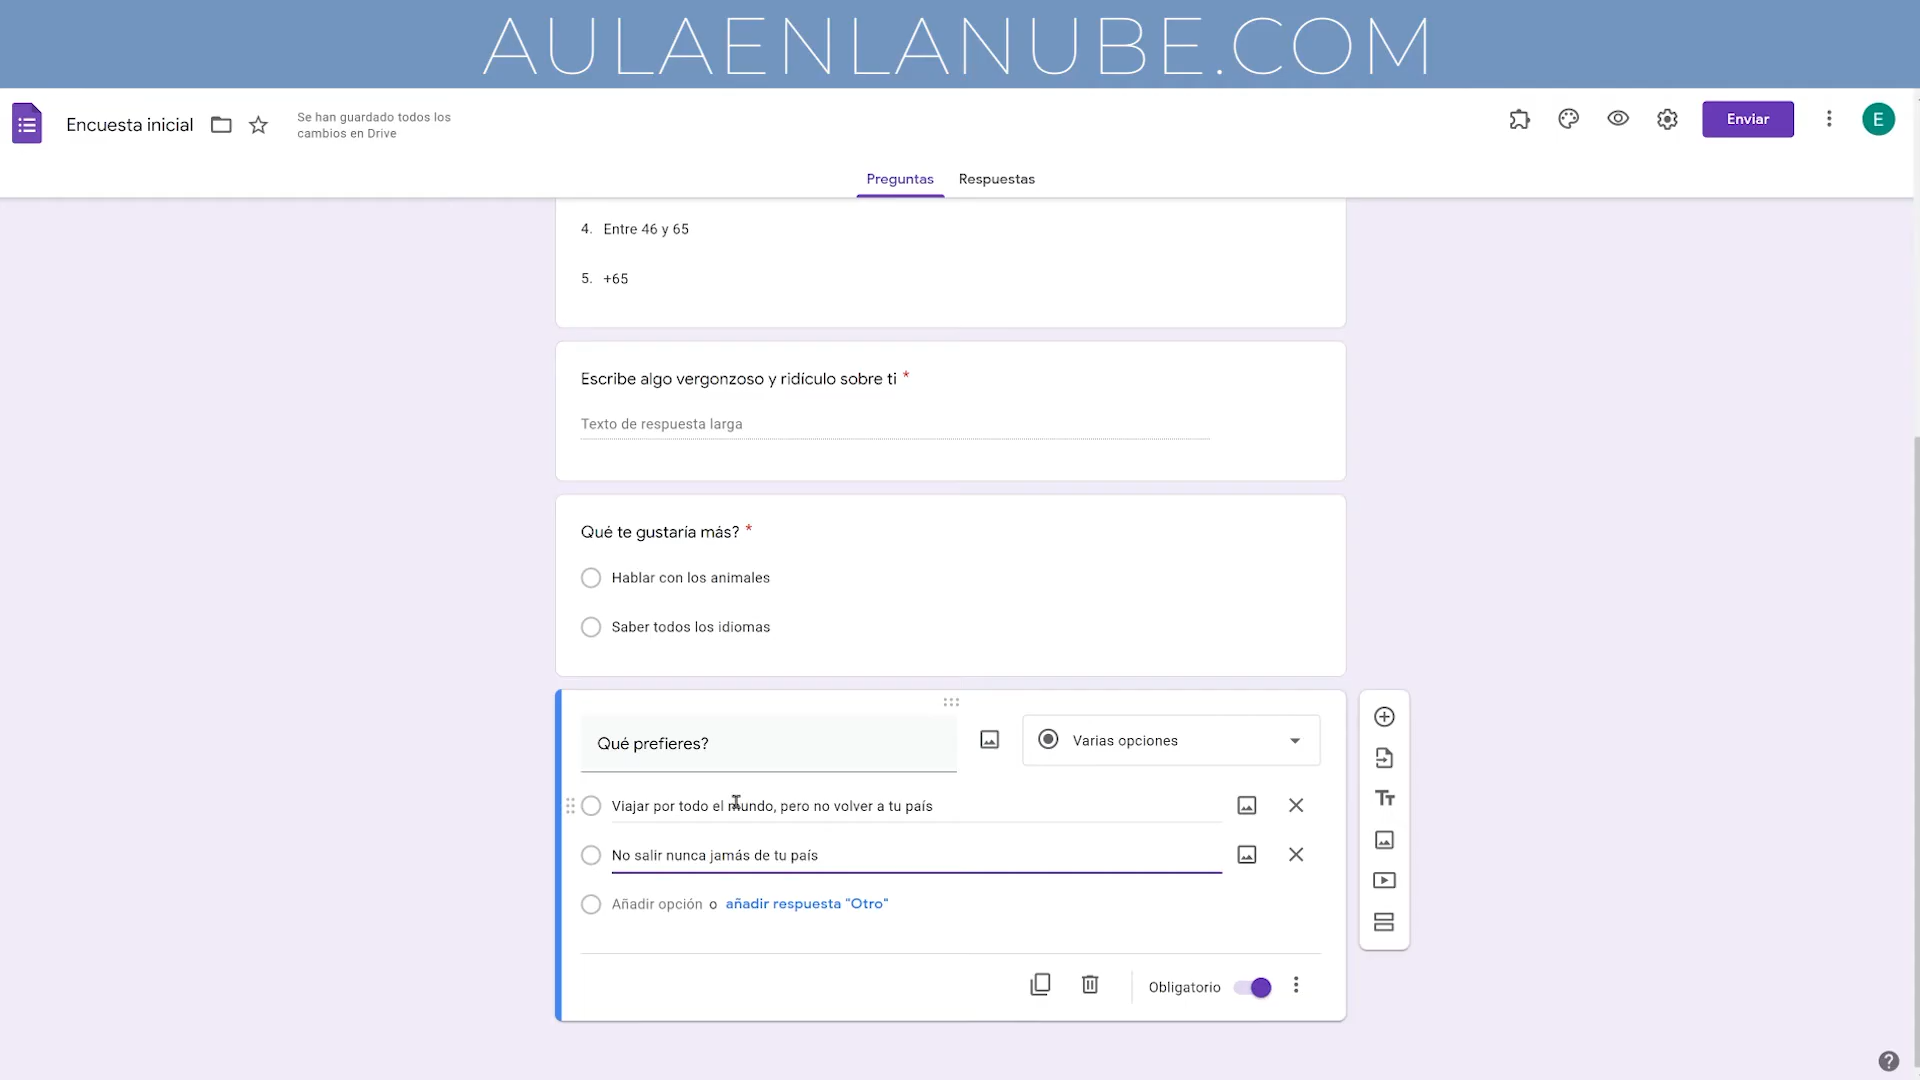 AULAENLANUBE.COM
Encuesta inicial
Se han guardado todos los
cambios en Drive
Enviar
E
Preguntas
Respuestas
4. Entre 46 y 65
5. +65
Escribe algo vergonzoso y ridículo sobre ti *
Texto de respuesta larga
Qué te gustaría más? *
Hablar con los animales
Saber todos los idiomas
Qué prefieres?
Varias opciones
Viajar por todo el mundo, pero no volver a tu país
No salir nunca jamás de tu país
Añadir opción o añadir respuesta "Otro"
Obligatorio